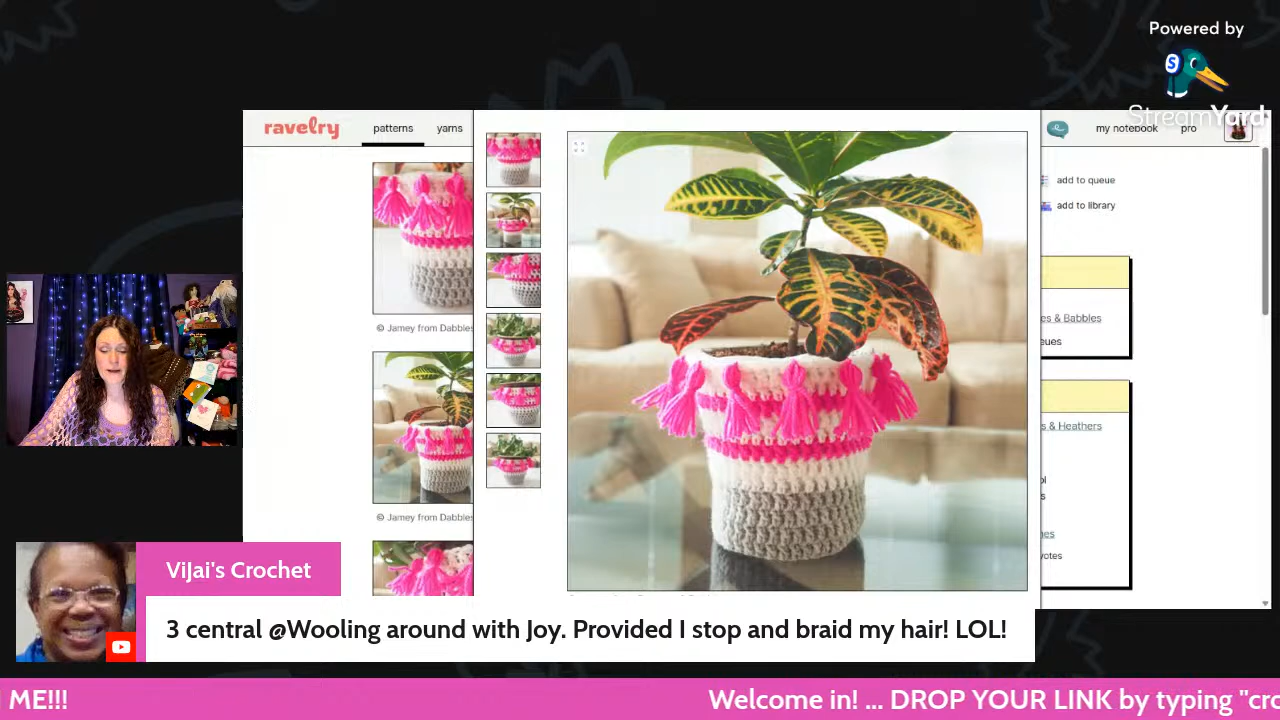 Powered by
StreamYard
ravelry
patterns
yarns
my notebook
pro
add to queue
add to library
© Jamey from Dabbles
es & Babbles
eues
s & Heathers
© Jamey from Dabbles
votes
ViJai's Crochet
3 central @Wooling around with Joy. Provided I stop and braid my hair! LOL!
ME!!!
Welcome in! ... DROP YOUR LINK by typing "cro